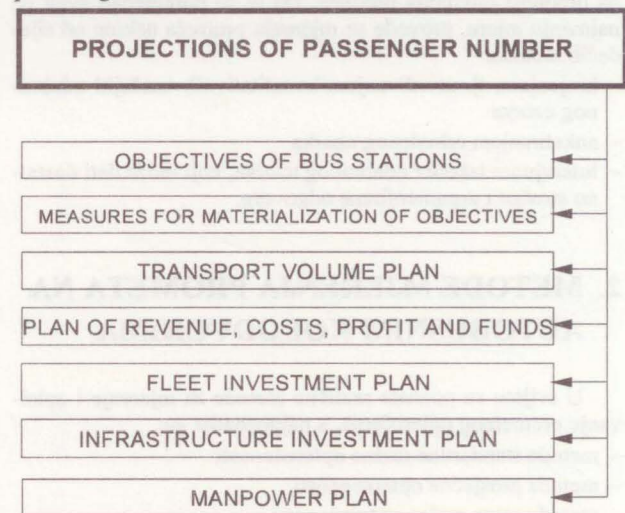 PROJECTIONS OF PASSENGER NUMBER
OBJECTIVES OF BUS STATIONS
MEASURES FOR MATERIALIZATION OF OBJECTIVES
TRANSPORT VOLUME PLAN
PLAN OF REVENUE, COSTS, PROFIT AND FUNDS
FLEET INVESTMENT PLAN
INFRASTRUCTURE INVESTMENT PLAN
MANPOWER PLAN